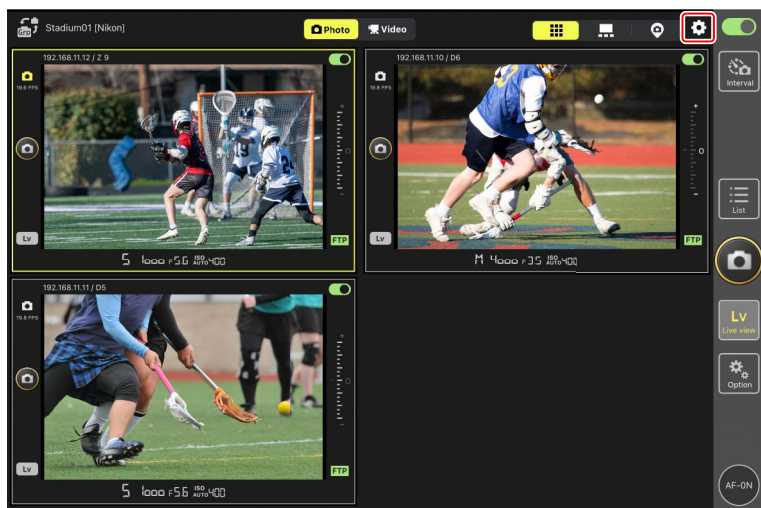 Grp
Stadium01 [Nikon]
Photo
Video
192.168.11.12 / Z 9
19.6 FPS
Lv
FTP
S 1000 F5.6 ISO AUTO 400
192.168.11.10 / D6
19.6 FPS
Lv
FTP
M 4000 F3.5 ISO AUTO 400
192.168.11.11 / D5
19.8 FPS
Lv
FTP
S 1000 F5.6 ISO AUTO 400
Interval
List
Lv
Live view
Option
AF-ON